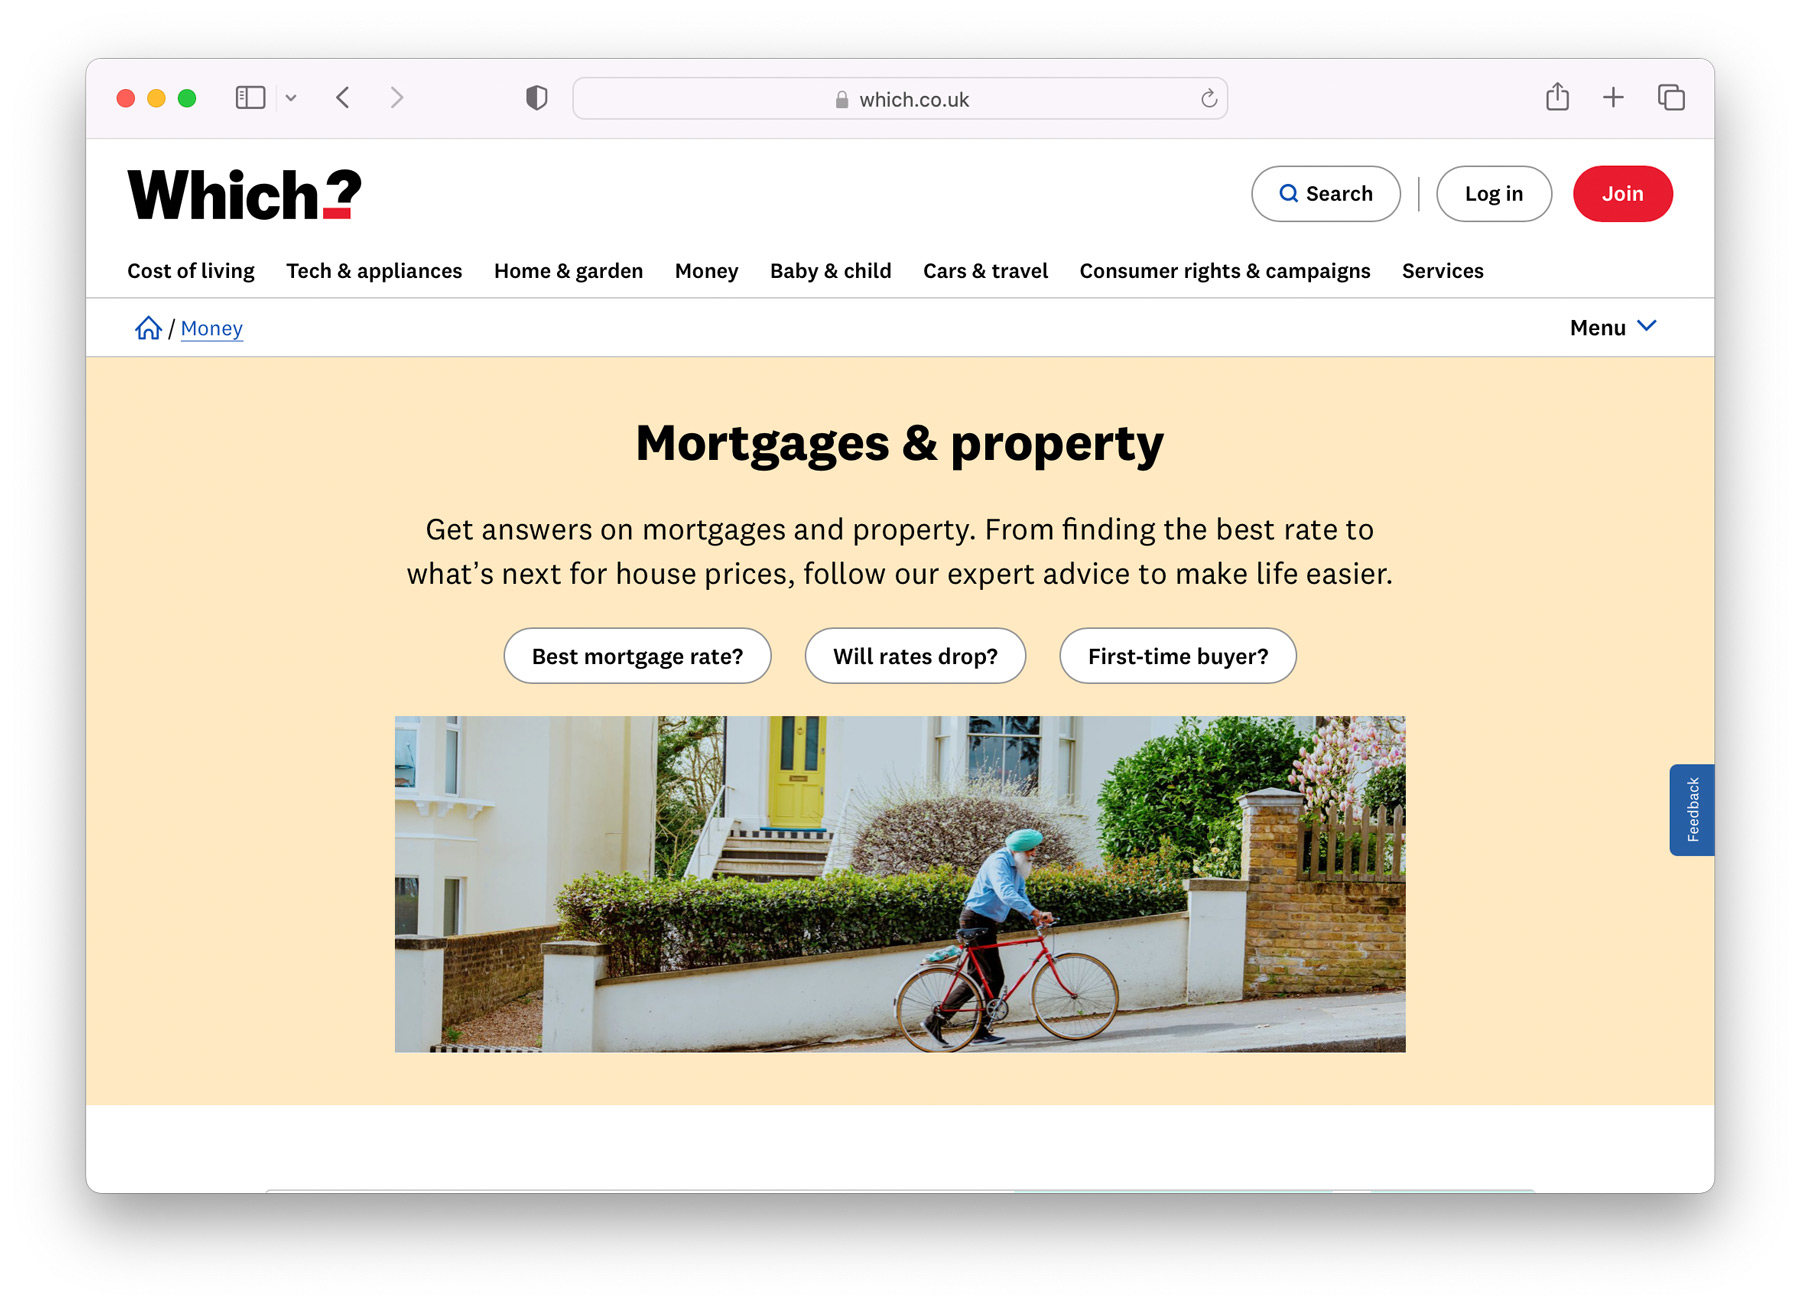 which.co.uk
Which?
Search
Log in
Join
Cost of living
Tech & appliances
Home & garden
Money
Baby & child
Cars & travel
Consumer rights & campaigns
Services
/ Money
Menu
Mortgages & property
Get answers on mortgages and property. From finding the best rate to
what’s next for house prices, follow our expert advice to make life easier.
Best mortgage rate?
Will rates drop?
First-time buyer?
Feedback